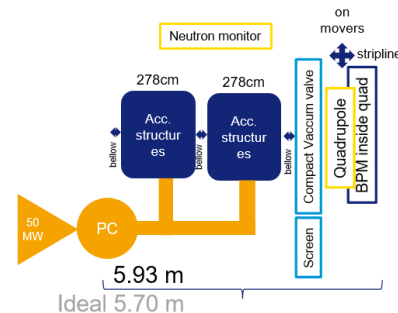 on
movers
Neutron monitor
stripline
278cm
278cm
Acc.
structur
es
Acc.
structur
es
bellow
bellow
bellow
Compact Vaccum valve
Quadrupole
BPM inside quad
50
MW
PC
Screen
5.93 m
Ideal 5.70 m